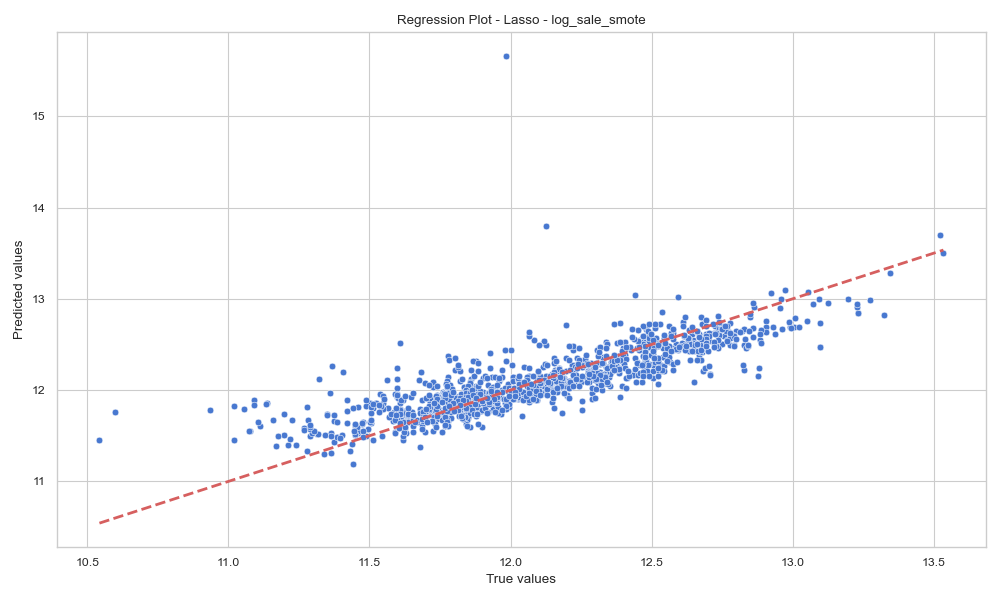 Regression Plot - Lasso - log_sale_smote
Predicted values
15
14
13
12
11
10.5 11.0 11.5 12.0 12.5 13.0 13.5
True values